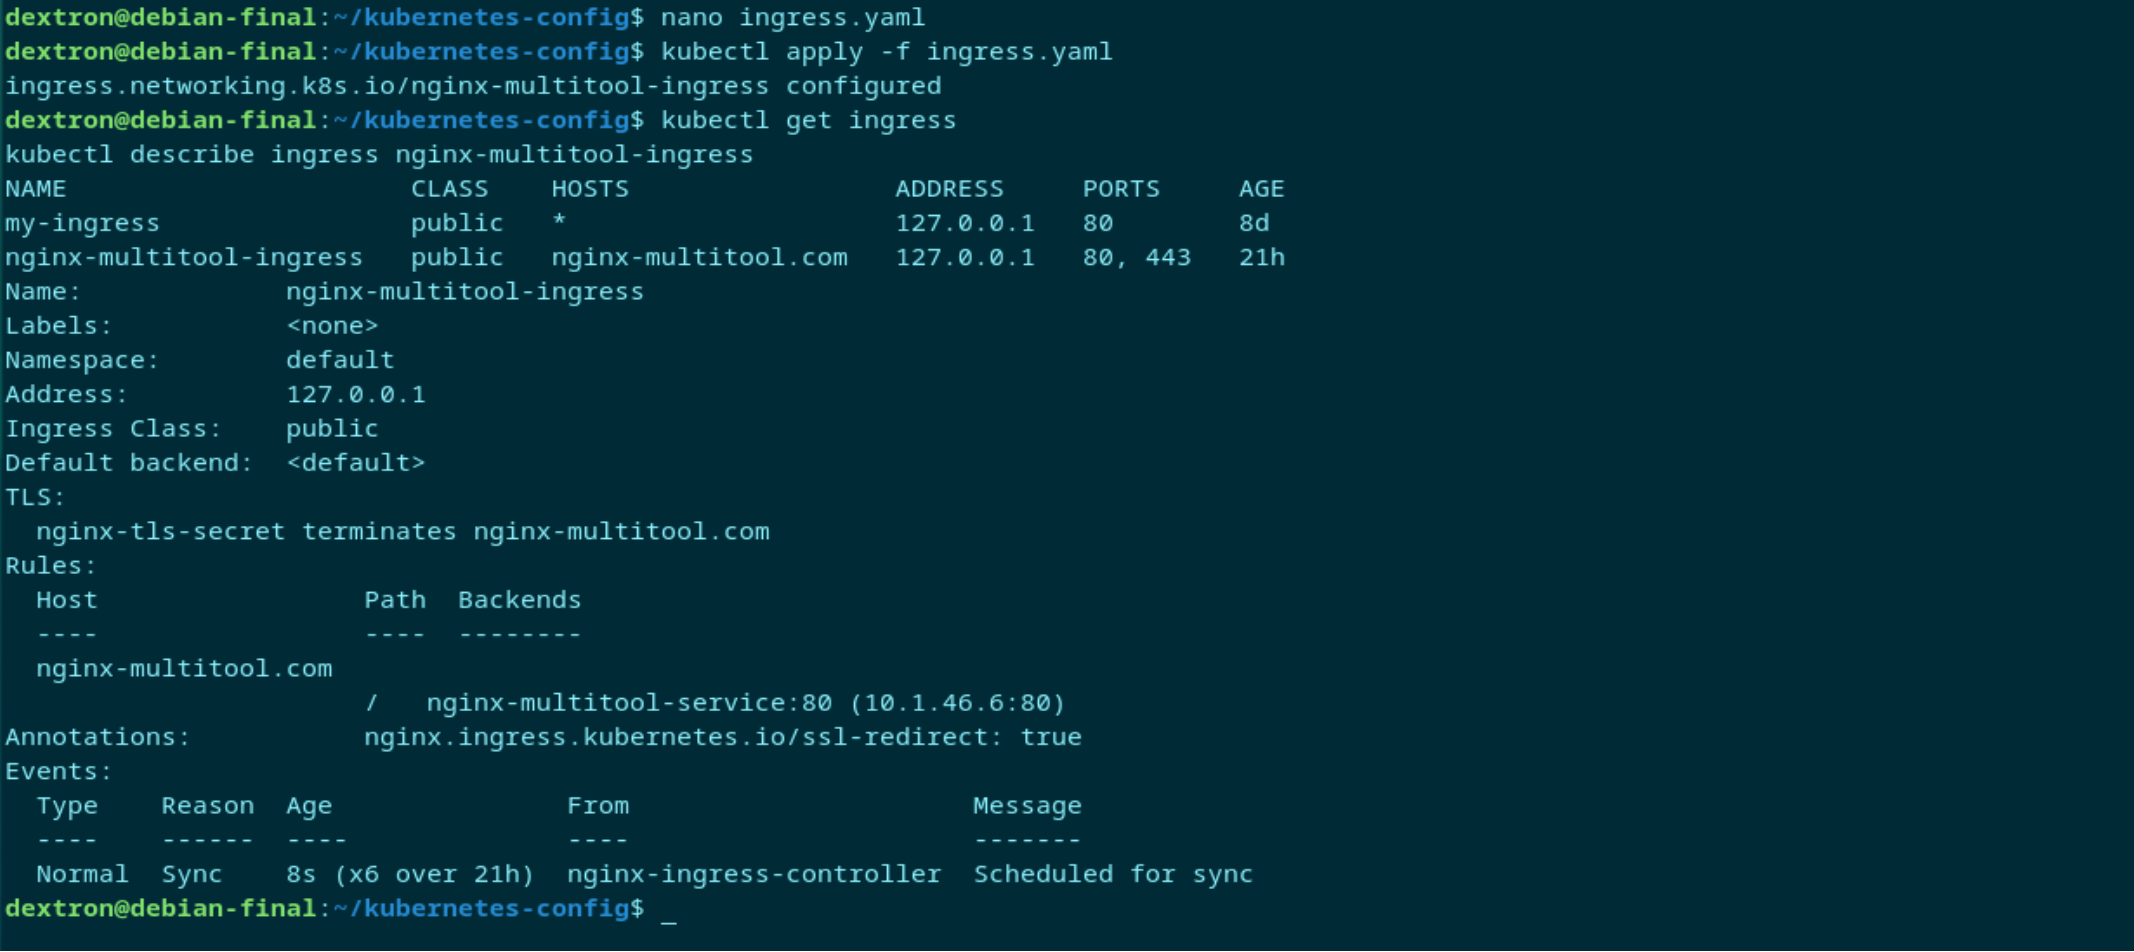 dextron@debian-final:~/kubernetes-config$ nano ingress.yaml
dextron@debian-final:~/kubernetes-config$ kubectl apply -f ingress.yaml
ingress.networking.k8s.io/nginx-multitool-ingress configured
dextron@debian-final:~/kubernetes-config$ kubectl get ingress
kubectl describe ingress nginx-multitool-ingress
NAME                      CLASS    HOSTS                 ADDRESS     PORTS     AGE
my-ingress                public   *                     127.0.0.1   80        8d
nginx-multitool-ingress   public   nginx-multitool.com   127.0.0.1   80, 443   21h
Name:             nginx-multitool-ingress
Labels:           <none>
Namespace:        default
Address:          127.0.0.1
Ingress Class:    public
Default backend:  <default>
TLS:
  nginx-tls-secret terminates nginx-multitool.com
Rules:
  Host                 Path  Backends
  ----                 ----  --------
  nginx-multitool.com
                       /   nginx-multitool-service:80 (10.1.46.6:80)
Annotations:           nginx.ingress.kubernetes.io/ssl-redirect: true
Events:
  Type    Reason  Age               From                      Message
  ----    ------  ----              ----                      -------
  Normal  Sync    8s (x6 over 21h)  nginx-ingress-controller  Scheduled for sync
dextron@debian-final:~/kubernetes-config$ _